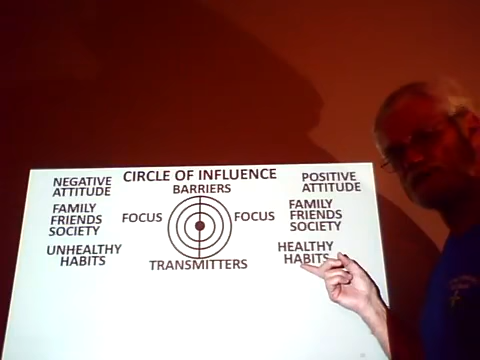 CIRCLE OF INFLUENCE
BARRIERS
NEGATIVE
ATTITUDE
FAMILY
FRIENDS
SOCIETY
UNHEALTHY
HABITS
FOCUS
FOCUS
TRANSMITTERS
POSITIVE
ATTITUDE
FAMILY
FRIENDS
SOCIETY
HEALTHY
HABITS